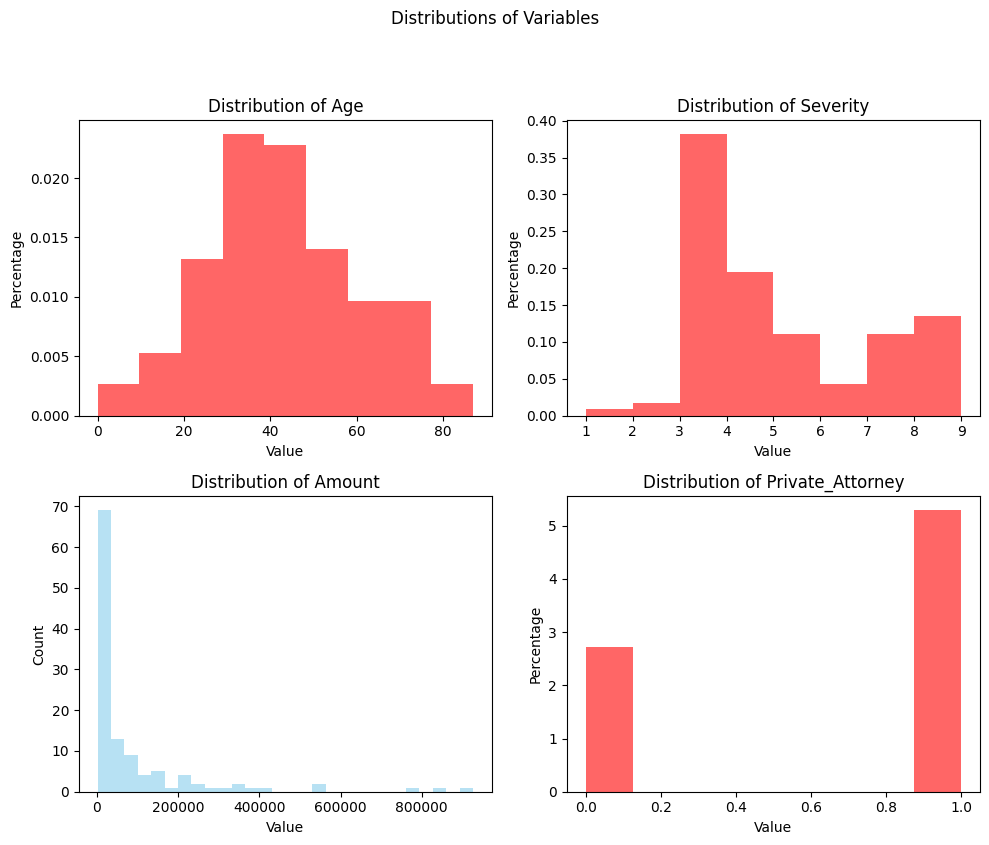 Distributions of Variables
Distribution of Age
Percentage
0.020
0.015
0.010
0.005
0.000
0 20 40 60 80
Value
Distribution of Severity
Percentage
0.40
0.35
0.30
0.25
0.20
0.15
0.10
0.05
0.00
1 2 3 4 5 6 7 8 9
Value
Distribution of Amount
Count
70
60
50
40
30
20
10
0
0 200000 400000 600000 800000
Value
Distribution of Private_Attorney
Percentage
5
4
3
2
1
0
0.0 0.2 0.4 0.6 0.8 1.0
Value